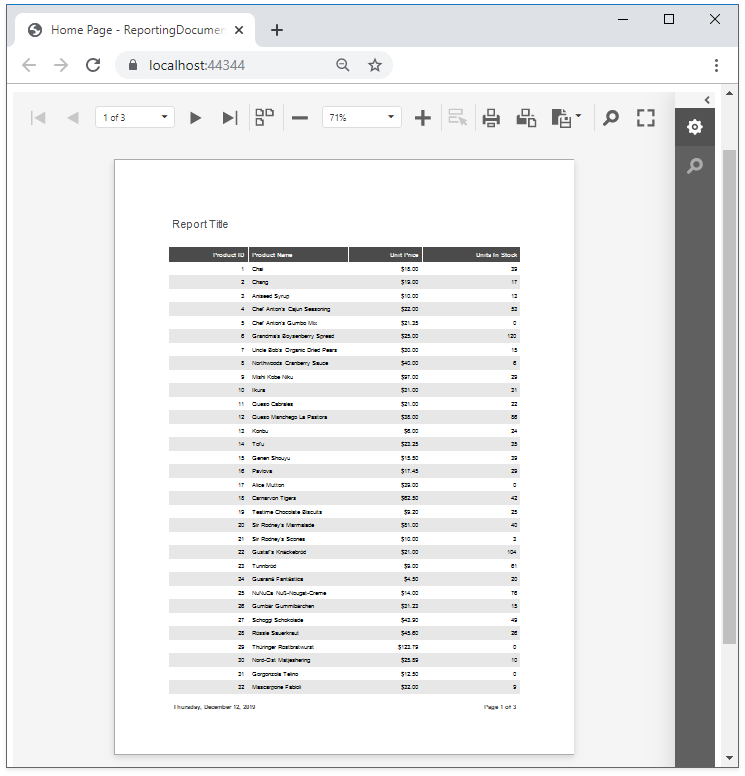 Home Page - ReportingDocumen
localhost:44344
1 of 3
71%
Report Title
Product ID Product Name Unit Price Units In Stock
1 Chai $18.00 39
2 Chang $19.00 17
3 Aniseed Syrup $10.00 13
4 Chef Anton's Cajun Seasoning $22.00 53
5 Chef Anton's Gumbo Mix $21.35 0
6 Grandma's Boysenberry Spread $25.00 120
7 Uncle Bob's Organic Dried Pears $30.00 15
8 Northwoods Cranberry Sauce $40.00 6
9 Mishi Kobe Niku $97.00 29
10 Ikura $31.00 31
11 Queso Cabrales $21.00 22
12 Queso Manchego La Pastora $38.00 86
13 Konbu $6.00 24
14 Tofu $23.25 35
15 Genen Shouyu $15.50 39
16 Pavlova $17.45 29
17 Alice Mutton $39.00 0
18 Carnarvon Tigers $62.50 42
19 Teatime Chocolate Biscuits $9.20 25
20 Sir Rodney's Marmalade $81.00 40
21 Sir Rodney's Scones $10.00 3
22 Gustaf's Knäckebröd $21.00 104
23 Tunnbröd $9.00 61
24 Guaraná Fantástica $4.50 20
25 NuNuCa Nuß-Nougat-Creme $14.00 76
26 Gumbär Gummibärchen $31.23 15
27 Schoggi Schokolade $43.90 49
28 Rössle Sauerkraut $45.60 26
29 Thüringer Rostbratwurst $123.79 0
30 Nord-Ost Matjeshering $25.89 10
31 Gorgonzola Telino $12.50 0
32 Mascarpone Fabioli $32.00 9
Thursday, December 12, 2019 Page 1 of 3